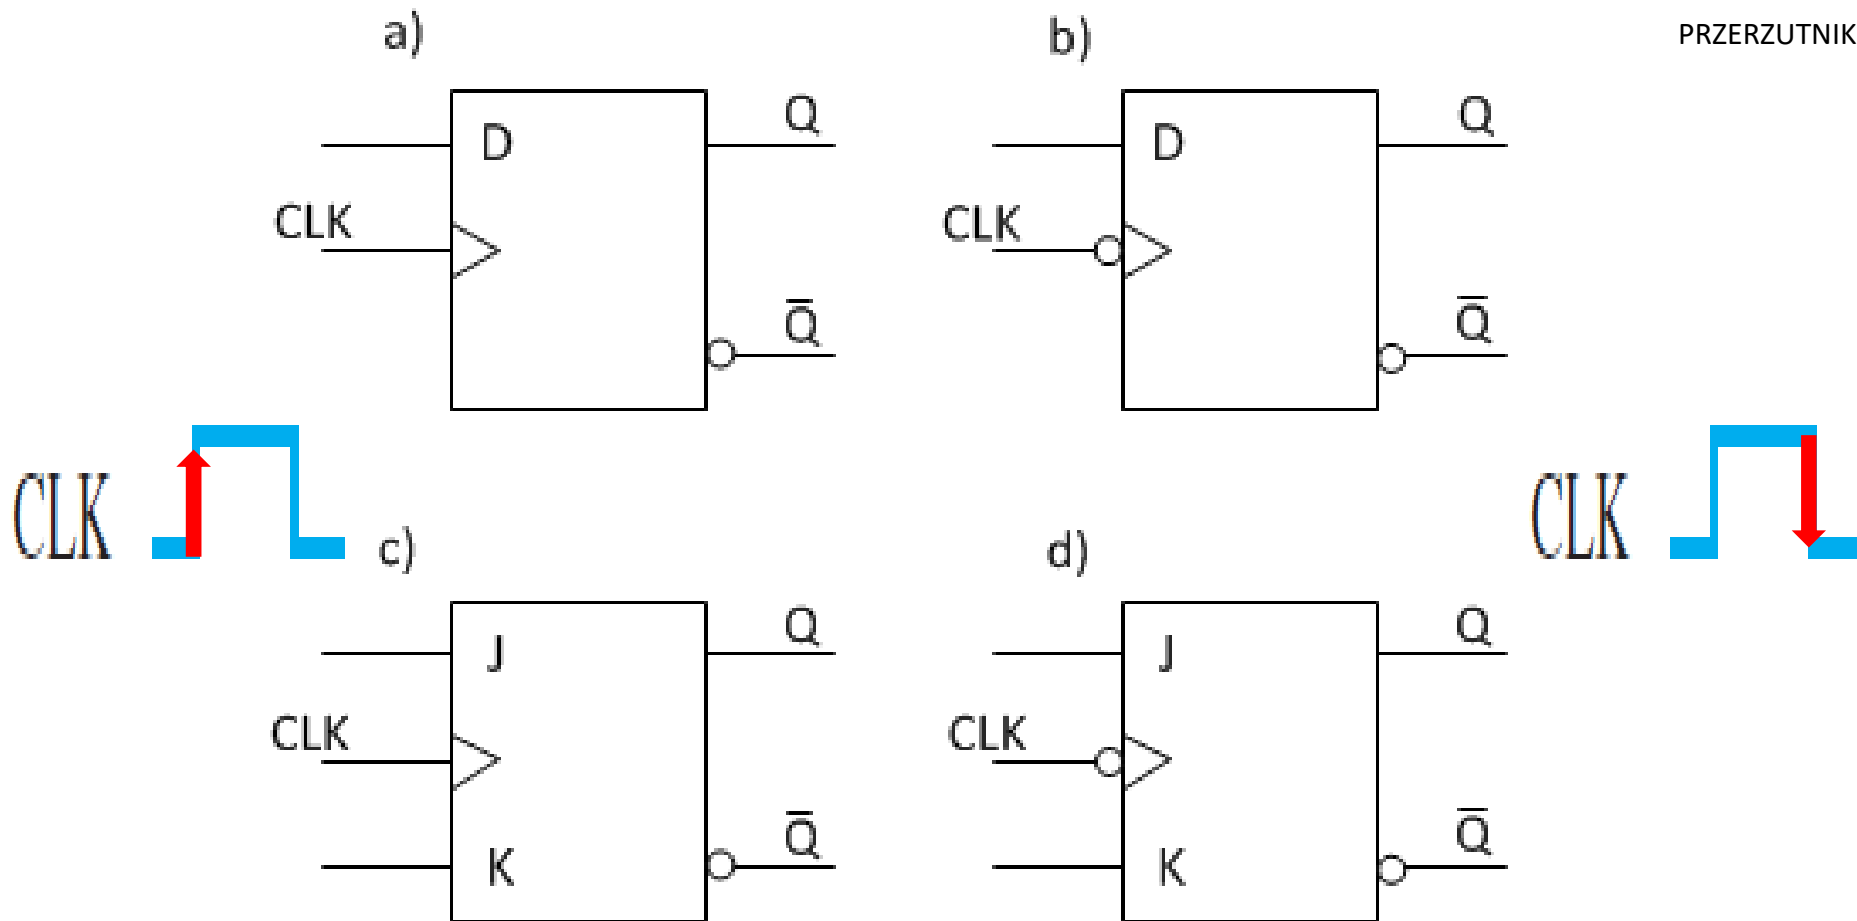 a)
b)
PRZERZUTNIK
D
Q
CLK
Q̅
D
Q
CLK
Q̅
CLK
CLK
c)
d)
J
Q
CLK
K
Q̅
J
Q
CLK
K
Q̅